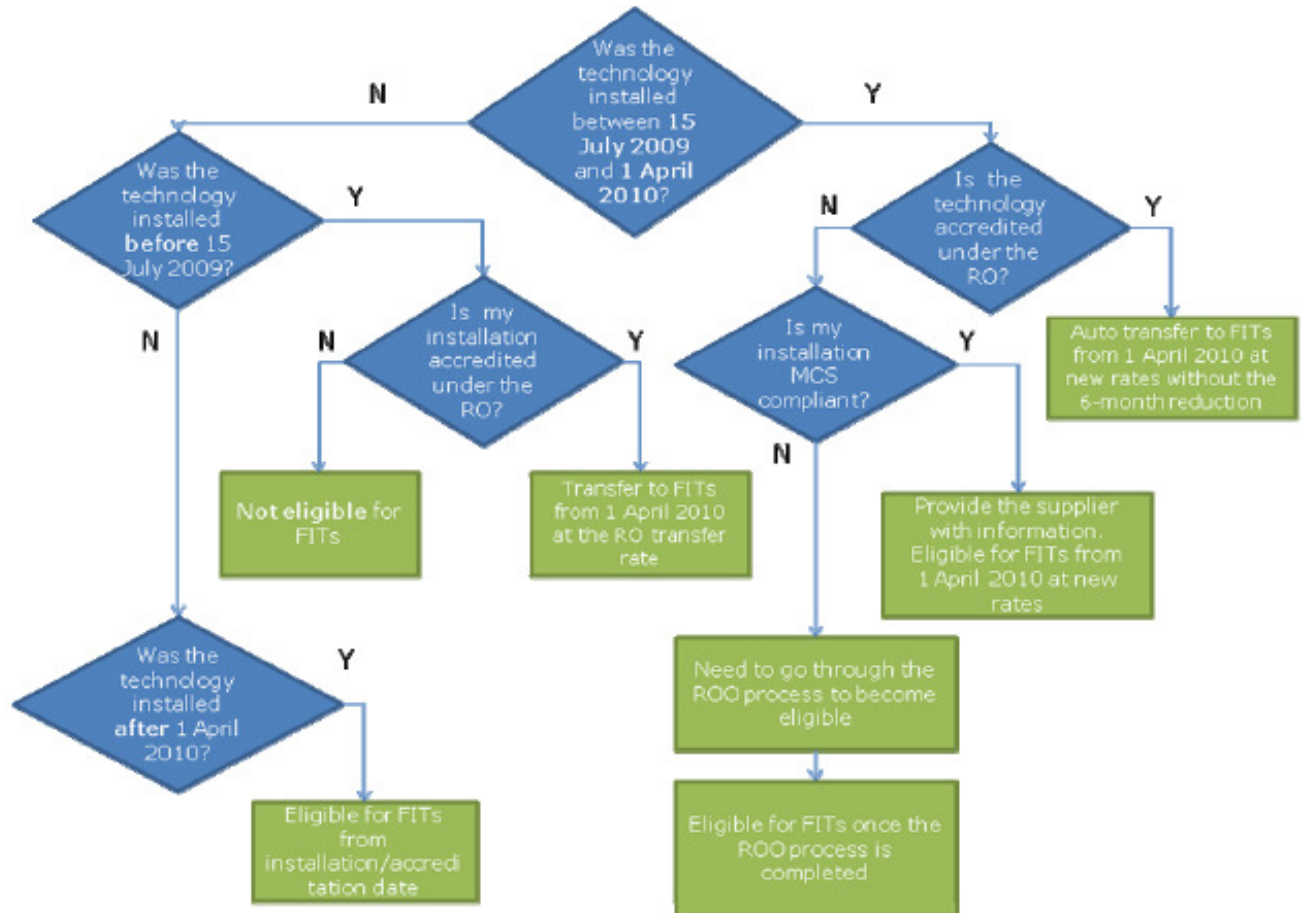 Was the
technology
installed
between 15
July 2009
and 1 April
2010?
N
Y
Was the
technology
installed
before 15
July 2009?
Y
N
Is the
technology
accredited
under the
RO?
N
Y
Is my
installation
accredited
under the
RO?
N
Y
Is my
installation
MCS
compliant?
Y
N
Auto transfer to FITs
from 1 April 2010 at
new rates without the
6-month reduction
Not eligible for
FITs
Transfer to FITs
from 1 April 2010
at the RO transfer
rate
Provide the supplier
with information.
Eligible for FITs from
1 April 2010 at new
rates
Was the
technology
installed
after 1 April
2010?
Y
Need to go through the
ROO process to become
eligible
Eligible for FITs
from
installation/accredi
tation date
Eligible for FITs once the
ROO process is
completed